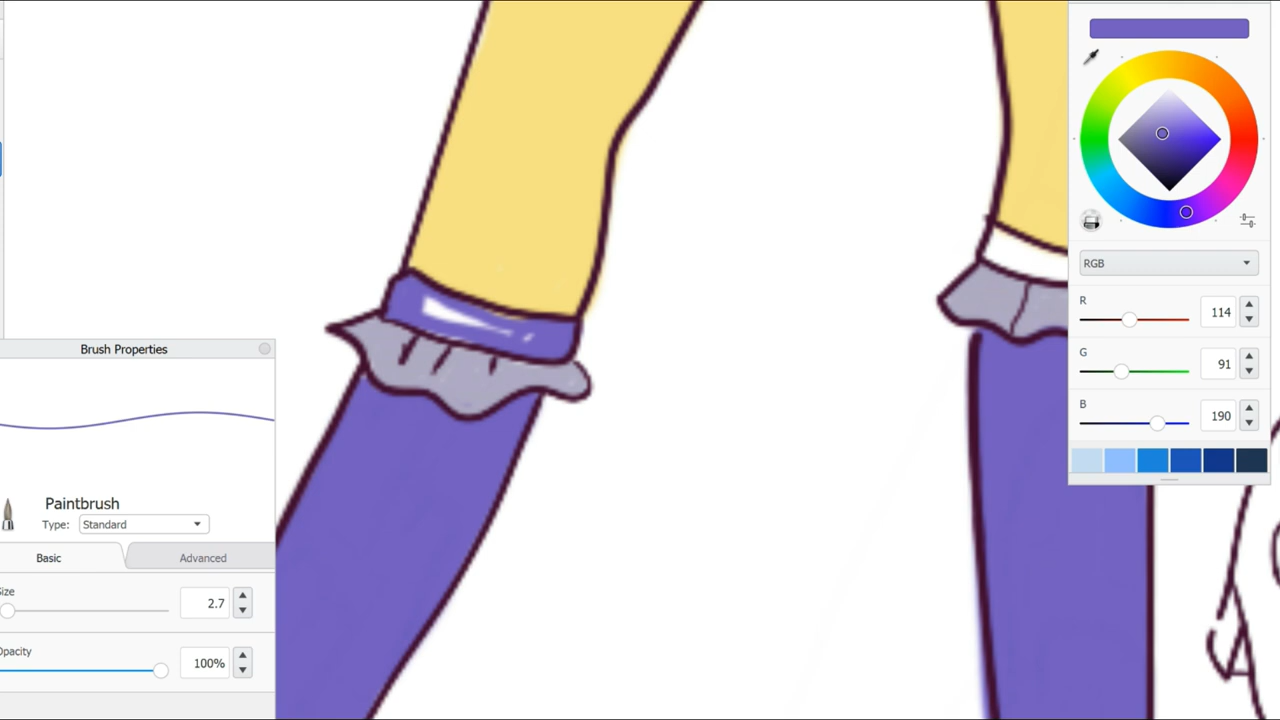 Brush Properties
Paintbrush
Type: Standard
Basic Advanced
Size
2.7
Opacity
100%
RGB
R 114
G 91
B 190